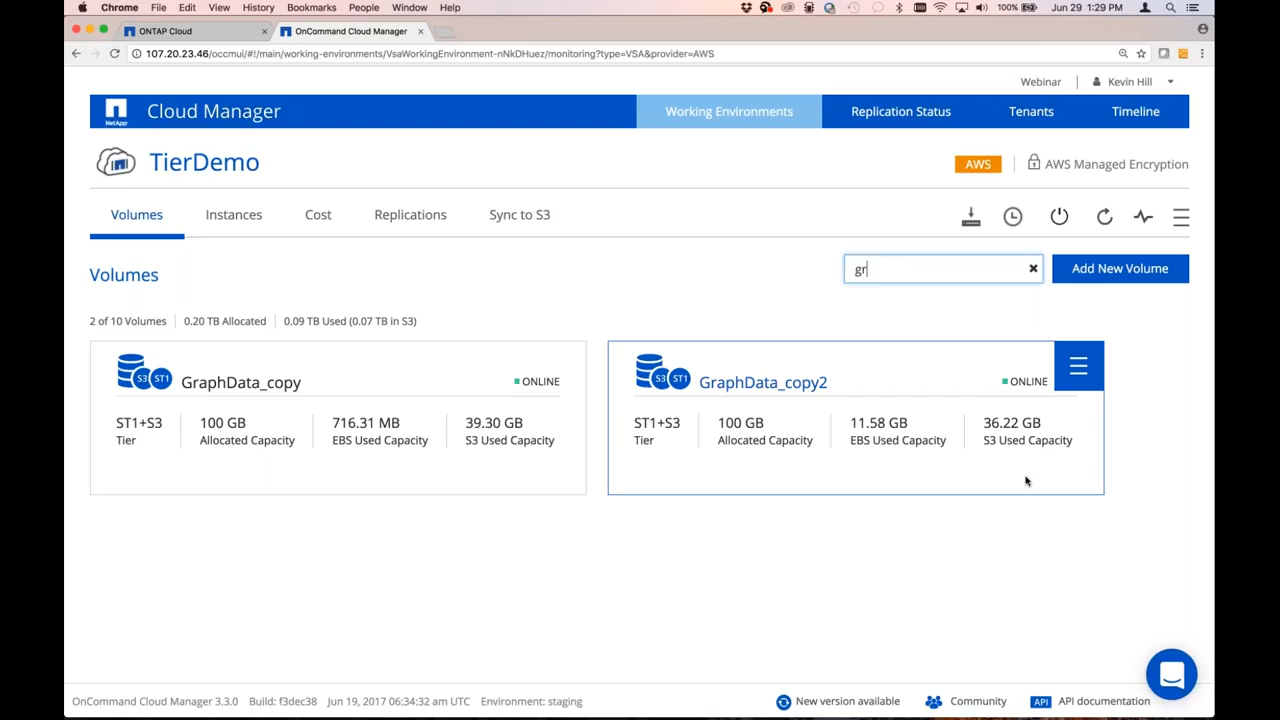 Chrome File Edit View History Bookmarks People Window Help 100% Jun 29 1:29 PM
ONTAP Cloud × OnCommand Cloud Manager ×
107.20.23.46/occmui/#!/main/working-environments/VsaWorkingEnvironment-nNkDHuez/monitoring?type=VSA&provider=AWS
Webinar Kevin Hill
NetApp Cloud Manager Working Environments Replication Status Tenants Timeline
TierDemo AWS AWS Managed Encryption
Volumes Instances Cost Replications Sync to S3
Volumes gr Add New Volume
2 of 10 Volumes 0.20 TB Allocated 0.09 TB Used (0.07 TB in S3)
S3 ST1 GraphData_copy ONLINE
ST1+S3 100 GB 716.31 MB 39.30 GB
Tier Allocated Capacity EBS Used Capacity S3 Used Capacity
S3 ST1 GraphData_copy2 ONLINE
ST1+S3 100 GB 11.58 GB 36.22 GB
Tier Allocated Capacity EBS Used Capacity S3 Used Capacity
OnCommand Cloud Manager 3.3.0 Build: f3dec38 Jun 19, 2017 06:34:32 am UTC Environment: staging New version available Community API API documentation